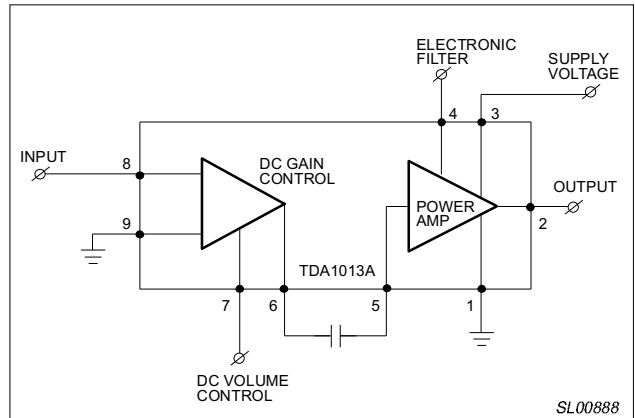 ELECTRONIC
FILTER
SUPPLY
VOLTAGE
4
3
INPUT
8
DC GAIN
CONTROL
9
POWER
AMP
OUTPUT
2
TDA1013A
7
6
5
1
DC VOLUME
CONTROL
SL00888